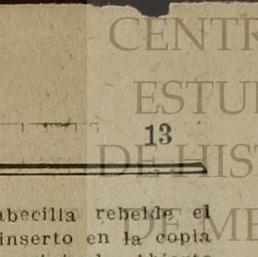 CENTR
ESTU
13
DE HIS
abecilla rebelde el
DE ME
inserto en la copia